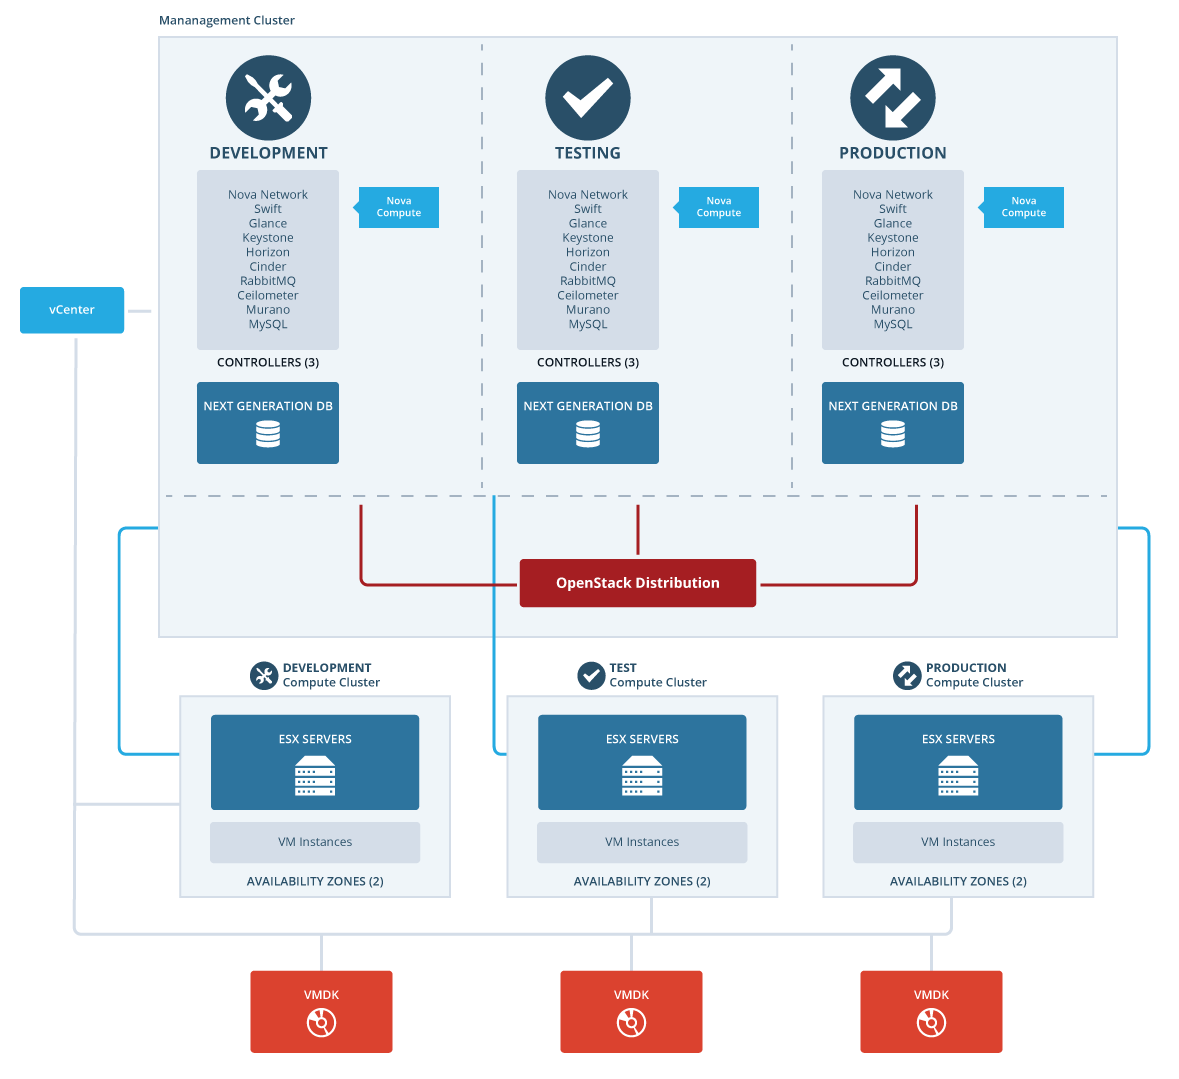 Mananagement Cluster
DEVELOPMENT
Nova Network
Swift
Glance
Keystone
Horizon
Cinder
RabbitMQ
Ceilometer
Murano
MySQL
Nova
Compute
CONTROLLERS (3)
NEXT GENERATION DB
TESTING
Nova Network
Swift
Glance
Keystone
Horizon
Cinder
RabbitMQ
Ceilometer
Murano
MySQL
Nova
Compute
CONTROLLERS (3)
NEXT GENERATION DB
PRODUCTION
Nova Network
Swift
Glance
Keystone
Horizon
Cinder
RabbitMQ
Ceilometer
Murano
MySQL
Nova
Compute
CONTROLLERS (3)
NEXT GENERATION DB
vCenter
OpenStack Distribution
DEVELOPMENT
Compute Cluster
ESX SERVERS
VM Instances
AVAILABILITY ZONES (2)
TEST
Compute Cluster
ESX SERVERS
VM Instances
AVAILABILITY ZONES (2)
PRODUCTION
Compute Cluster
ESX SERVERS
VM Instances
AVAILABILITY ZONES (2)
VMDK
VMDK
VMDK